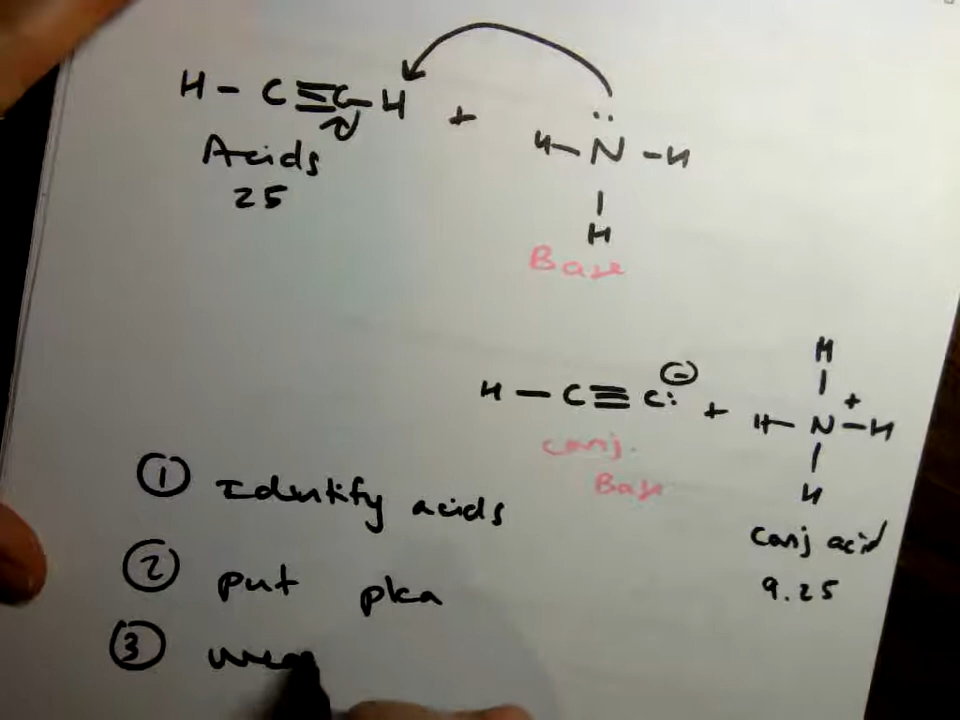 H - C ≡ C - H + H - N̈ - H
H
Acids
25
Base
H - C ≡ C:⊖ + H - N⁺ - H
H
H
Conj.
Base
Conj acid
9.25
① Identify acids
② put pka
③